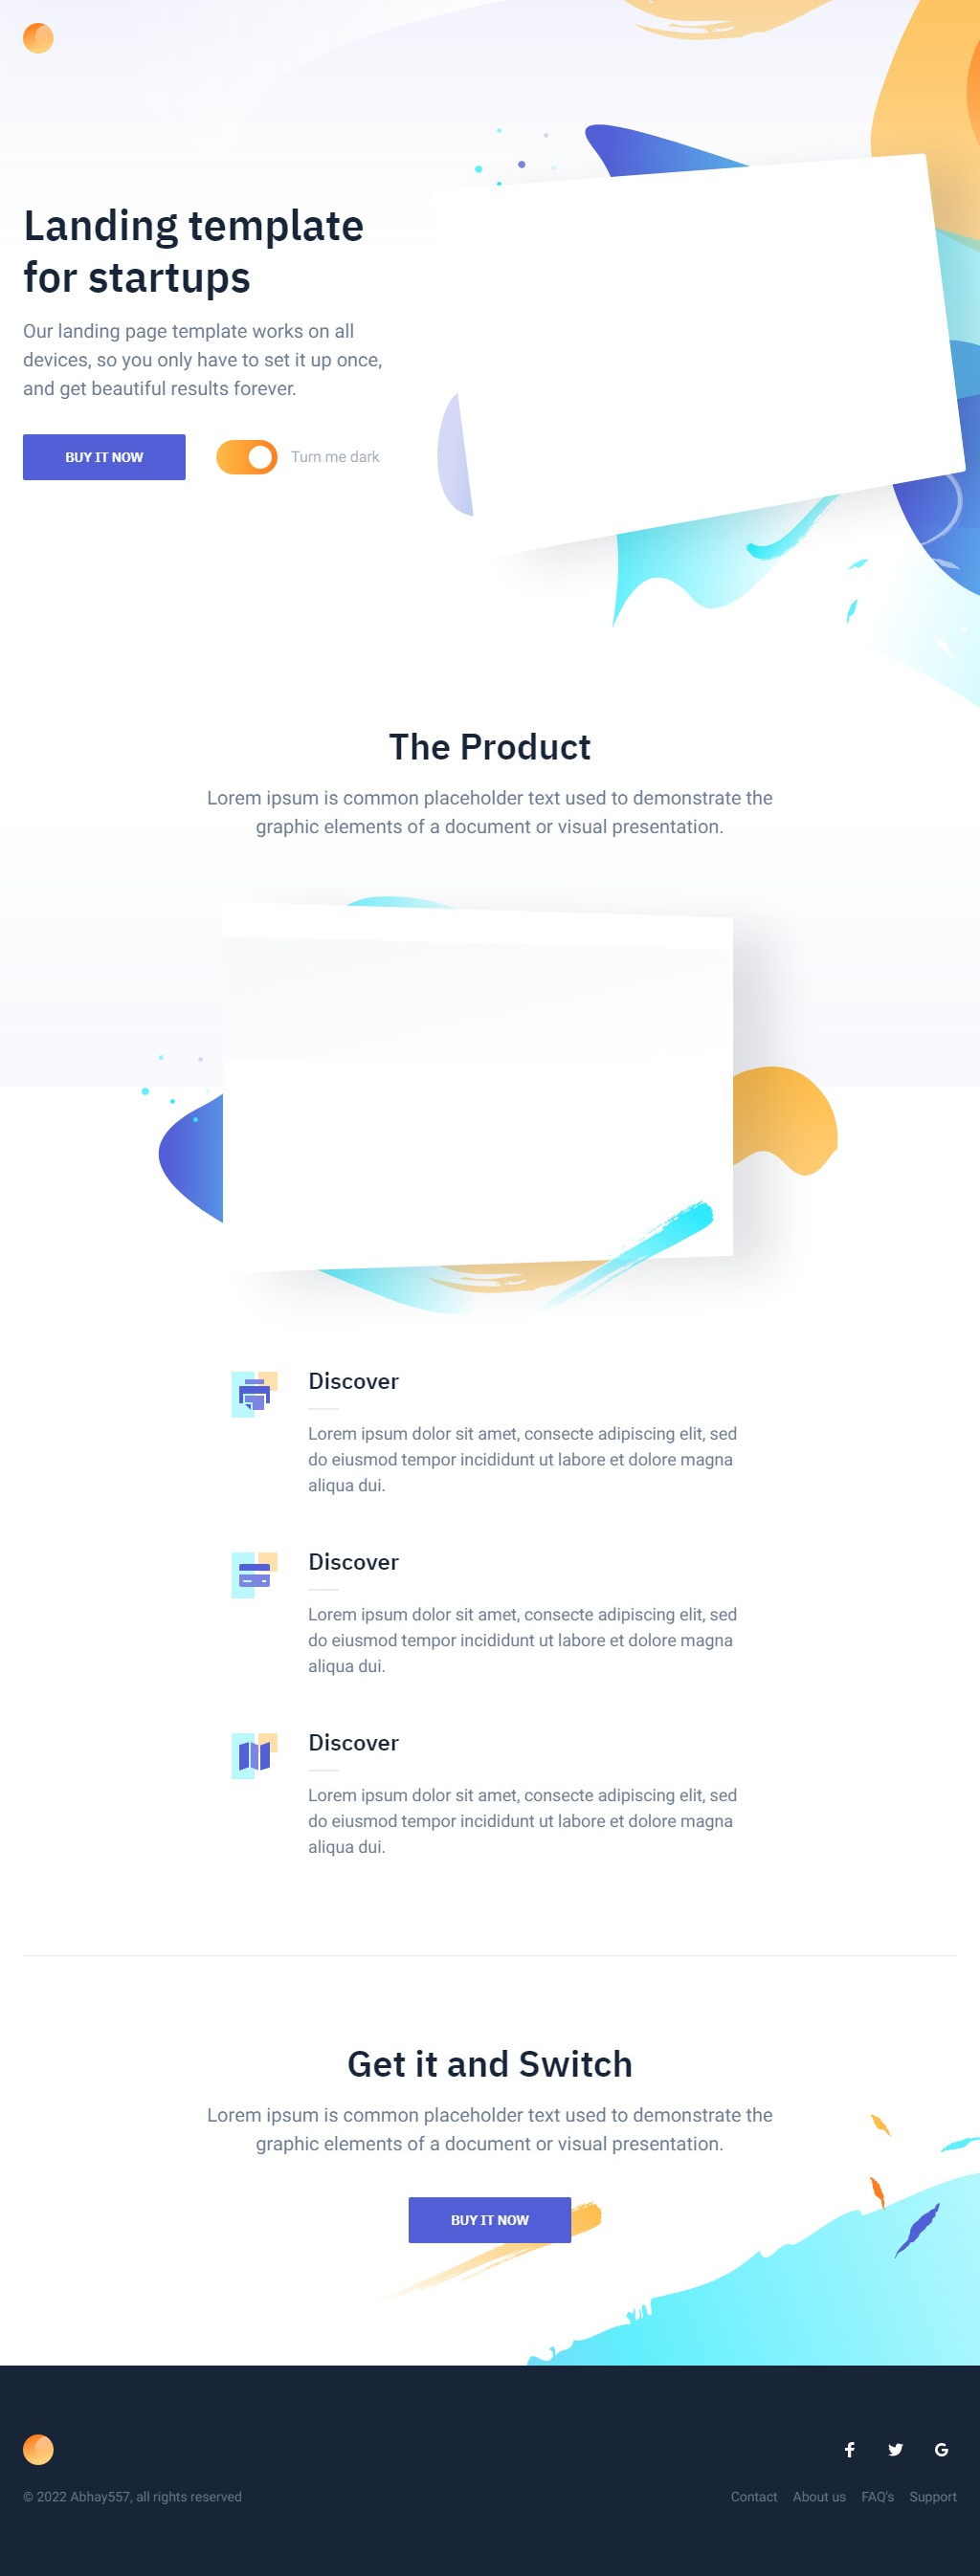 Landing template
for startups
Our landing page template works on all
devices, so you only have to set it up once,
and get beautiful results forever.
BUY IT NOW
Turn me dark
The Product
Lorem ipsum is common placeholder text used to demonstrate the
graphic elements of a document or visual presentation.
Discover
Lorem ipsum dolor sit amet, consecte adipiscing elit, sed
do eiusmod tempor incididunt ut labore et dolore magna
aliqua dui.
Discover
Lorem ipsum dolor sit amet, consecte adipiscing elit, sed
do eiusmod tempor incididunt ut labore et dolore magna
aliqua dui.
Discover
Lorem ipsum dolor sit amet, consecte adipiscing elit, sed
do eiusmod tempor incididunt ut labore et dolore magna
aliqua dui.
Get it and Switch
Lorem ipsum is common placeholder text used to demonstrate the
graphic elements of a document or visual presentation.
BUY IT NOW
© 2022 Abhay557, all rights reserved
Contact About us FAQ's Support